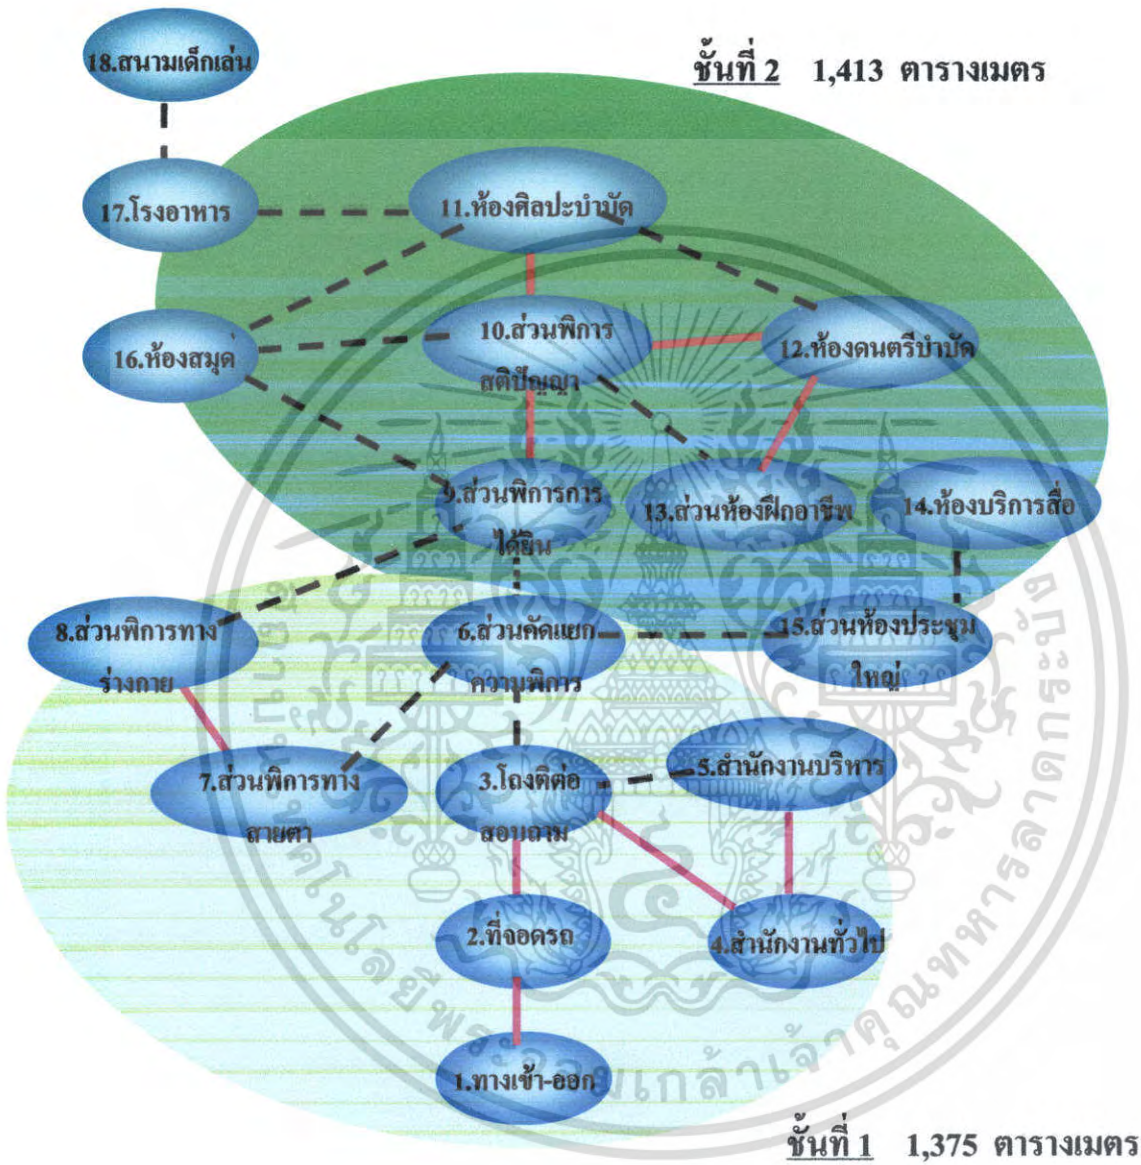 18.สนามเด็กเล่น
ชั้นที่ 2 1,413 ตารางเมตร
17.โรงอาหาร
11.ห้องศิลปะบำบัด
16.ห้องสมุด
10.ส่วนพิการ
สติปัญญา
12.ห้องดนตรีบำบัด
9.ส่วนพิการการ
ได้ยิน
13.ส่วนห้องฝึกอาชีพ
14.ห้องบริการสื่อ
8.ส่วนพิการทาง
ร่างกาย
6.ส่วนคัดแยก
ความพิการ
15.ส่วนห้องประชุม
ใหญ่
7.ส่วนพิการทาง
สายตา
3.โถงติต่อ
สอบถาม
5.สำนักงานบริหาร
2.ที่จอดรถ
4.สำนักงานทั่วไป
1.ทางเข้า-ออก
ชั้นที่ 1 1,375 ตารางเมตร